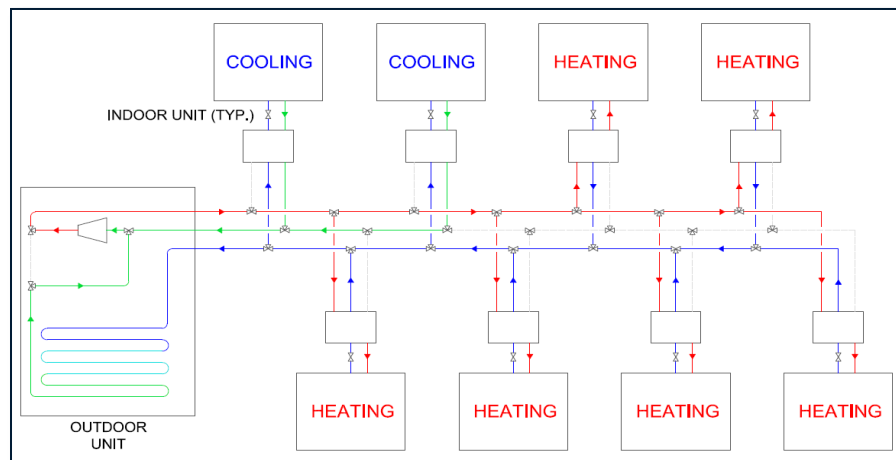 COOLING
COOLING
HEATING
HEATING
INDOOR UNIT (TYP.)
HEATING
HEATING
HEATING
HEATING
OUTDOOR
UNIT